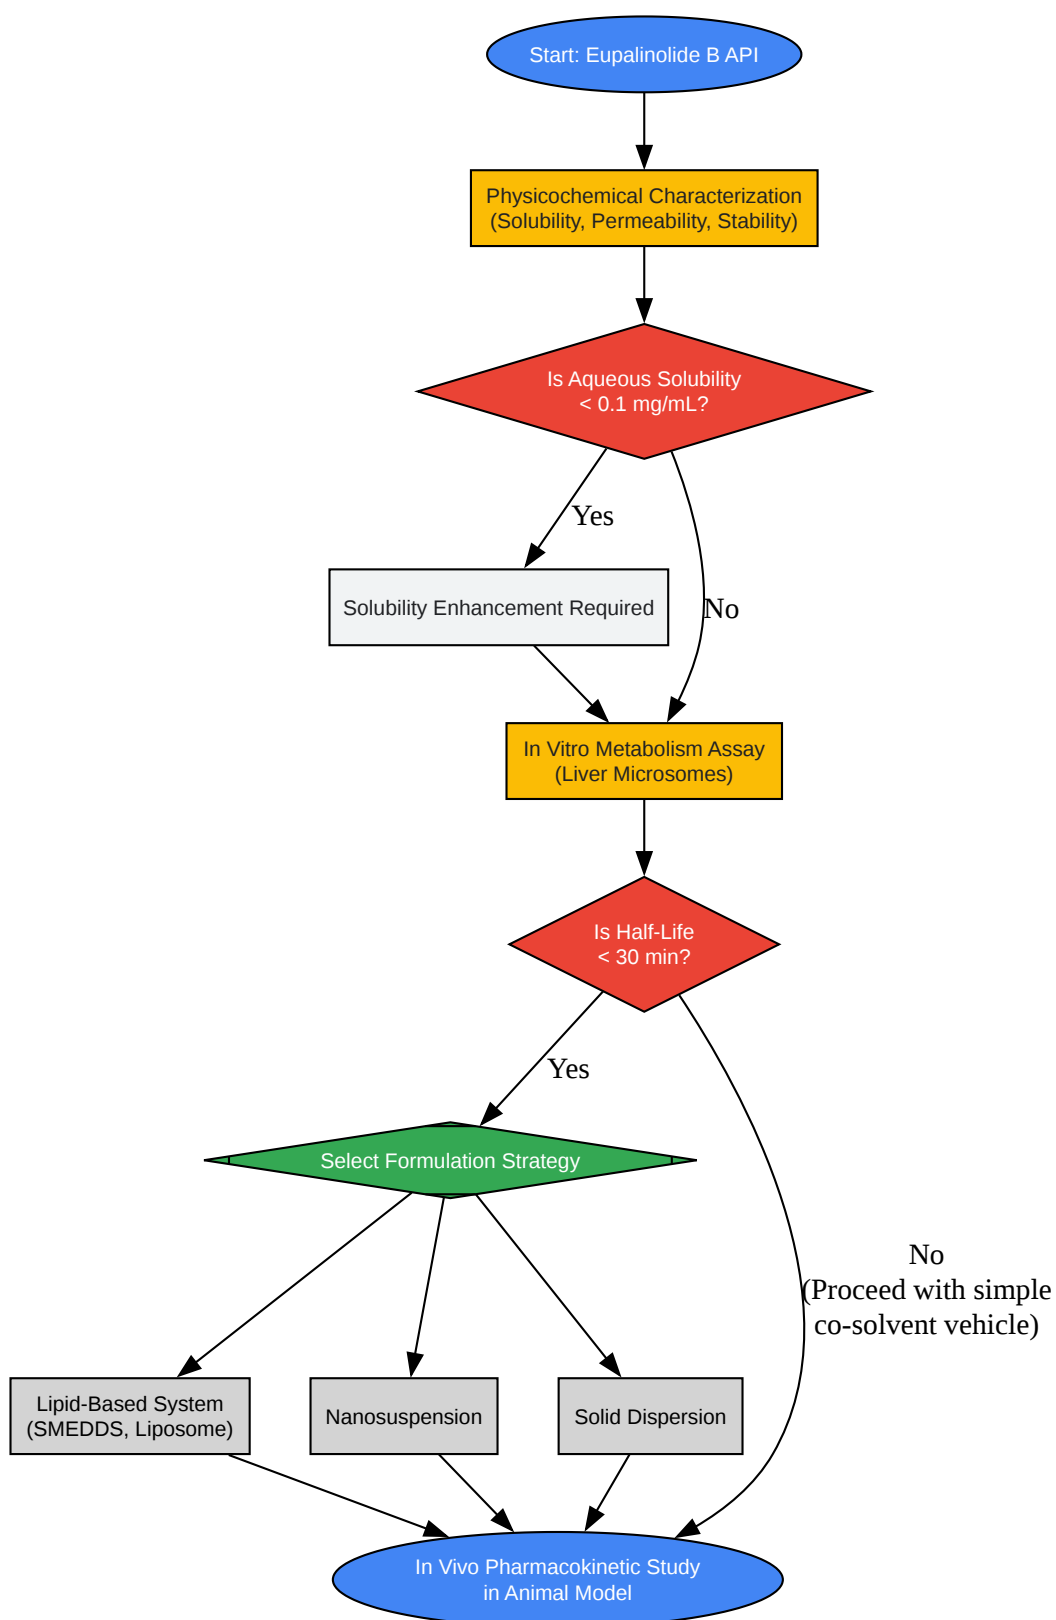 Start: Eupalinolide B API
Physicochemical Characterization
(Solubility, Permeability, Stability)
Is Aqueous Solubility
< 0.1 mg/mL?
Yes
Solubility Enhancement Required
No
In Vitro Metabolism Assay
(Liver Microsomes)
Is Half-Life
< 30 min?
Yes
Select Formulation Strategy
No
(Proceed with simple
co-solvent vehicle)
Lipid-Based System
(SMEDDS, Liposome)
Nanosuspension
Solid Dispersion
In Vivo Pharmacokinetic Study
in Animal Model